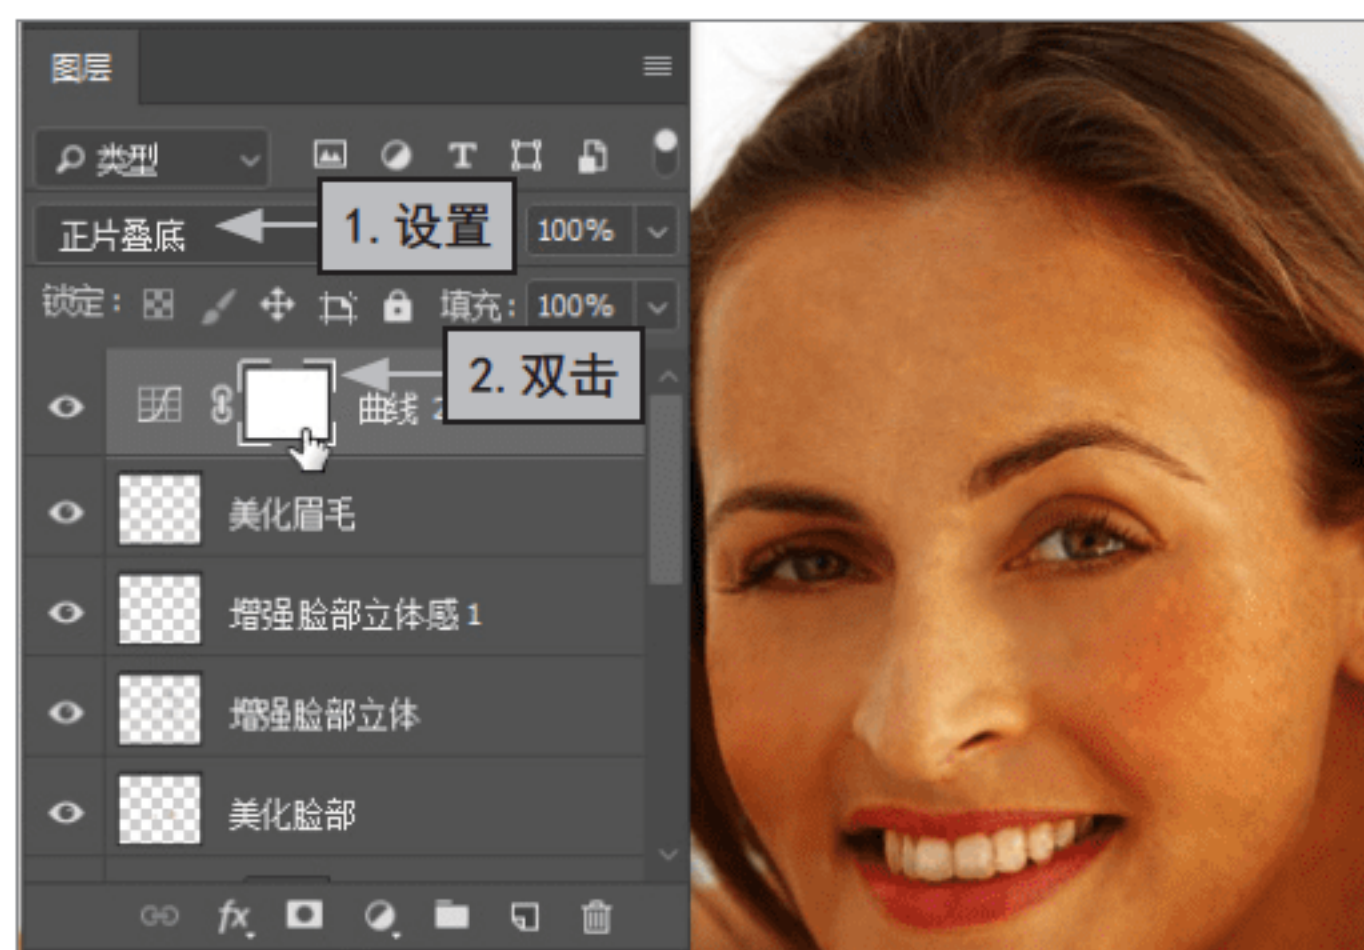 图层
类型
正片叠底
1. 设置
100%
锁定:
填充: 100%
2. 双击
曲线 2
美化眉毛
增强脸部立体感 1
增强脸部立体
美化脸部
fx